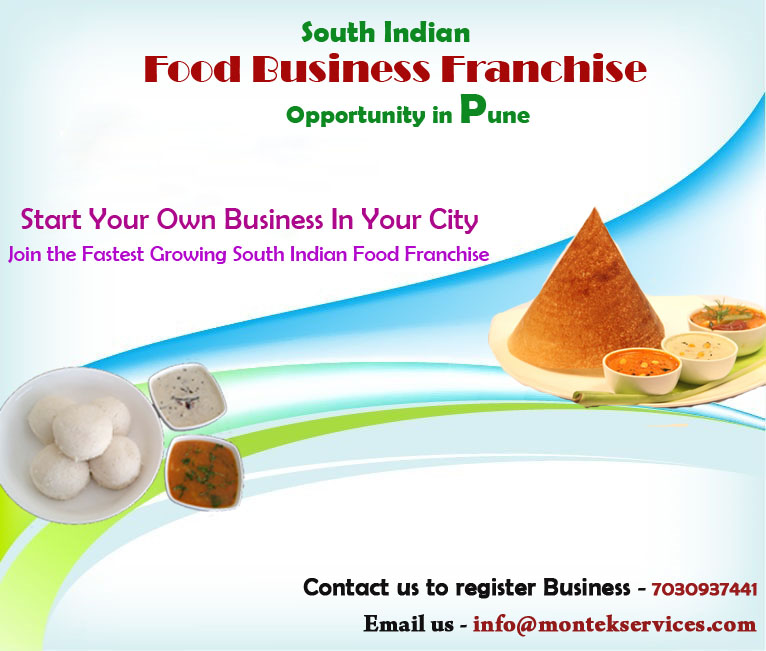 South Indian
Food Business Franchise
Opportunity in Pune
Start Your Own Business In Your City
Join the Fastest Growing South Indian Food Franchise
Contact us to register Business - 7030937441
Email us - info@montekservices.com